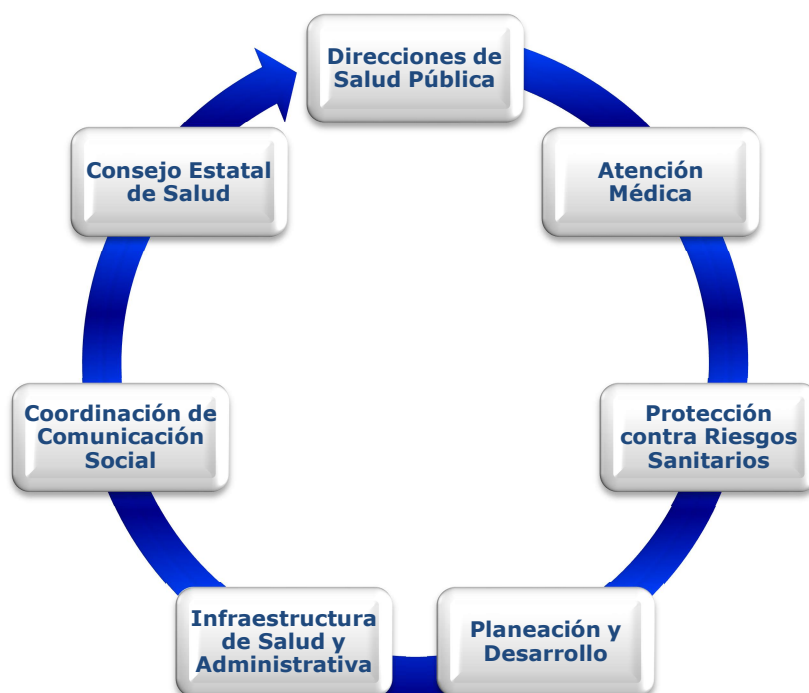 Direcciones de
Salud Pública
Atención
Médica
Protección
contra Riesgos
Sanitarios
Planeación y
Desarrollo
Infraestructura
de Salud y
Administrativa
Coordinación de
Comunicación
Social
Consejo Estatal
de Salud